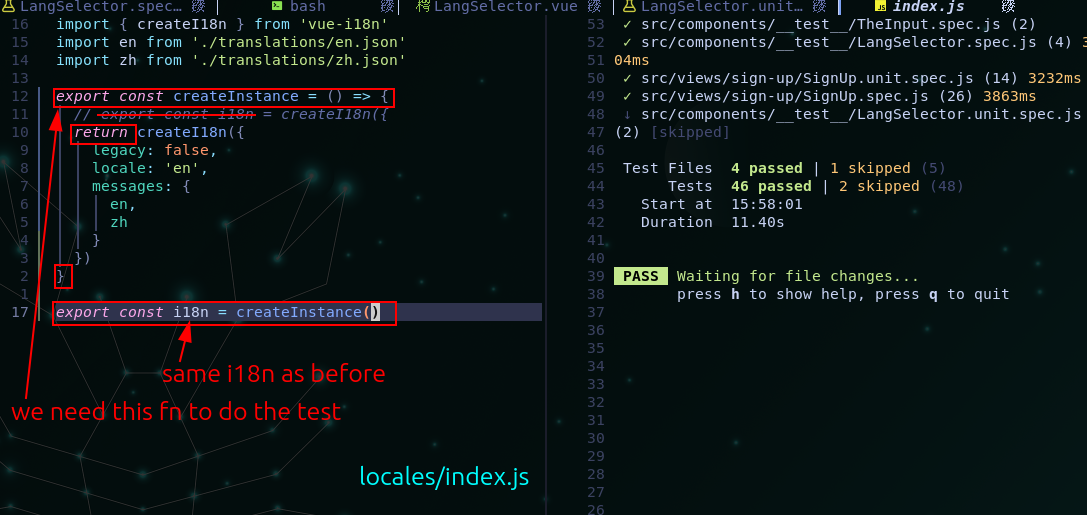 LangSelector.spec…
bash
LangSelector.vue
LangSelector.unit…
index.js
16 import { createI18n } from 'vue-i18n'
15 import en from './translations/en.json'
14 import zh from './translations/zh.json'
13
12 export const createInstance = () => {
11 // export const i18n = createI18n({
10 return createI18n({
9 legacy: false,
8 locale: 'en',
7 messages: {
6 en,
5 zh
4 }
3 })
2 }
1
17 export const i18n = createInstance()
same i18n as before
we need this fn to do the test
locales/index.js
53 ✓ src/components/__test__/TheInput.spec.js (2)
52 ✓ src/components/__test__/LangSelector.spec.js (4) 3
51 04ms
50 ✓ src/views/sign-up/SignUp.unit.spec.js (14) 3232ms
49 ✓ src/views/sign-up/SignUp.spec.js (26) 3863ms
48 ↓ src/components/__test__/LangSelector.unit.spec.js
47 (2) [skipped]
46
45 Test Files 4 passed | 1 skipped (5)
44 Tests 46 passed | 2 skipped (48)
43 Start at 15:58:01
42 Duration 11.40s
41
40
39 PASS Waiting for file changes...
38 press h to show help, press q to quit
37
36
35
34
33
32
31
30
29
28
27
26